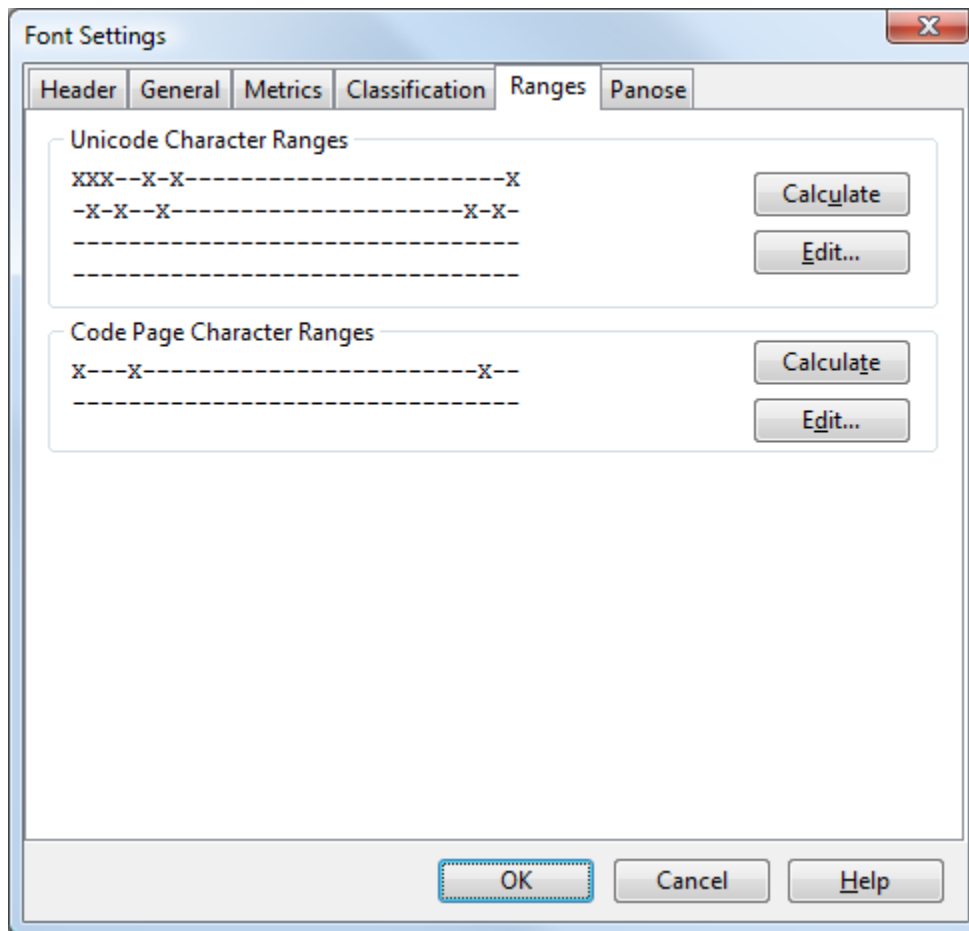 Font Settings
Header General Metrics Classification Ranges Panose
Unicode Character Ranges
XXX--X-X-----------------------X
-X-X--X---------------------X-X-
--------------------------------
--------------------------------
Calculate
Edit...
Code Page Character Ranges
X---X------------------------X--
--------------------------------
Calculate
Edit...
OK Cancel Help